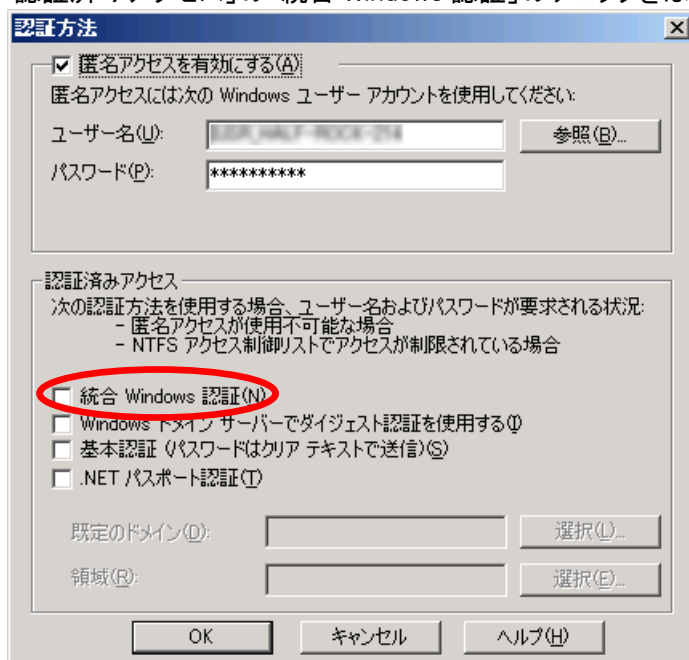 認証方法
匿名アクセスを有効にする(A)
匿名アクセスには次の Windows ユーザー アカウントを使用してください:
ユーザー名(U):
参照(B)...
パスワード(P): **********
認証済みアクセス
次の認証方法を使用する場合、ユーザー名およびパスワードが要求される状況:
- 匿名アクセスが使用不可能な場合
- NTFS アクセス制御リストでアクセスが制限されている場合
統合 Windows 認証(N)
Windows ドメイン サーバーでダイジェスト認証を使用する(I)
基本認証 (パスワードはクリア テキストで送信)(S)
.NET パスポート認証(T)
既定のドメイン(D):
選択(L)...
領域(R):
選択(E)...
OK キャンセル ヘルプ(H)